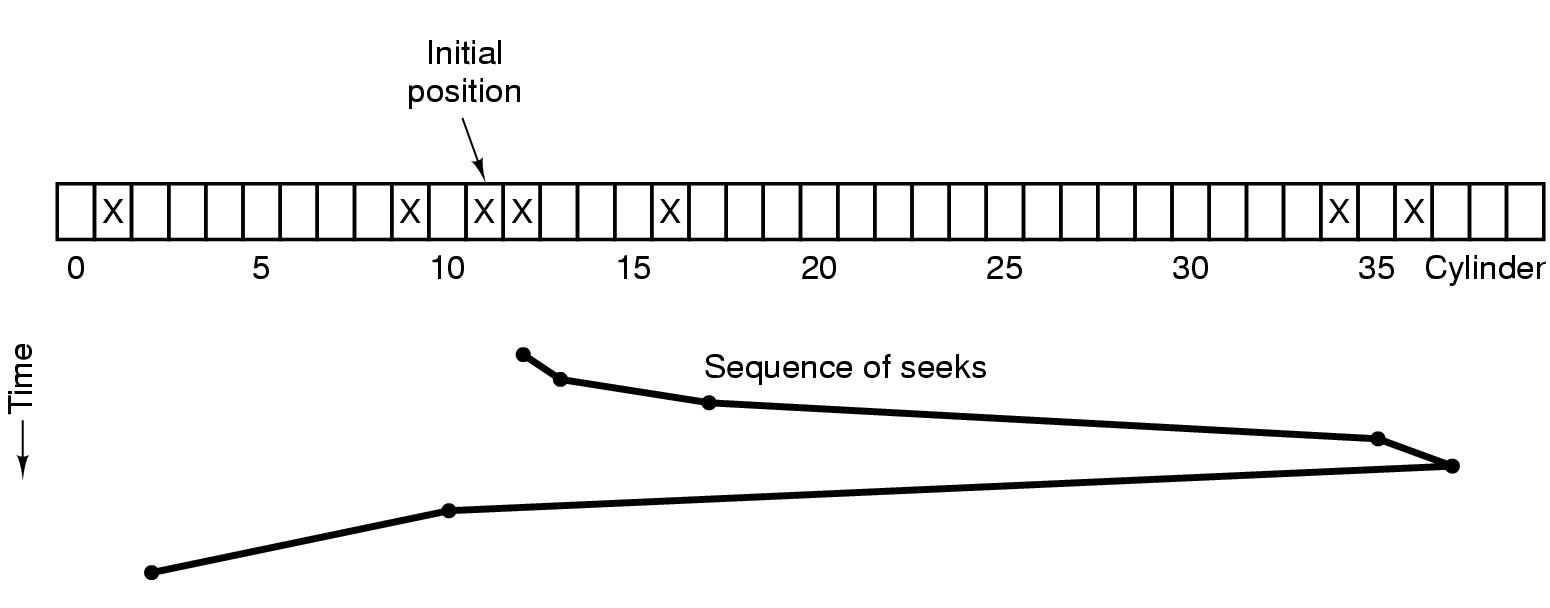 Initial
position
X X X X X X X
0 5 10 15 20 25 30 35 Cylinder
Sequence of seeks
Time